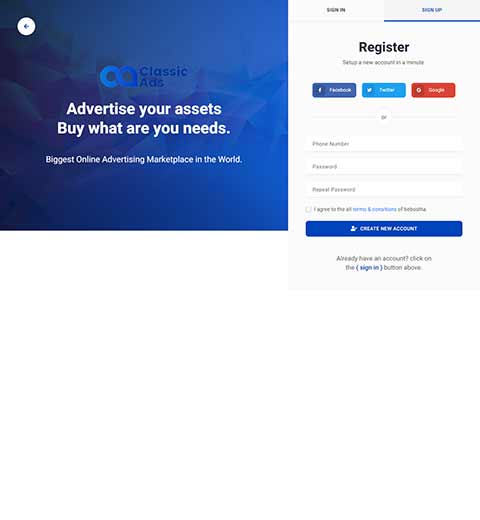 Classic
Ads
Advertise your assets
Buy what are you needs.
Biggest Online Advertising Marketplace in the World.
SIGN IN
SIGN UP
Register
Setup a new account in a minute
Facebook
Twitter
Google
or
Phone Number
Password
Repeat Password
I agree to the all terms & consitions of bebostha.
CREATE NEW ACCOUNT
Already have an account? click on
the ( sign in ) button above.